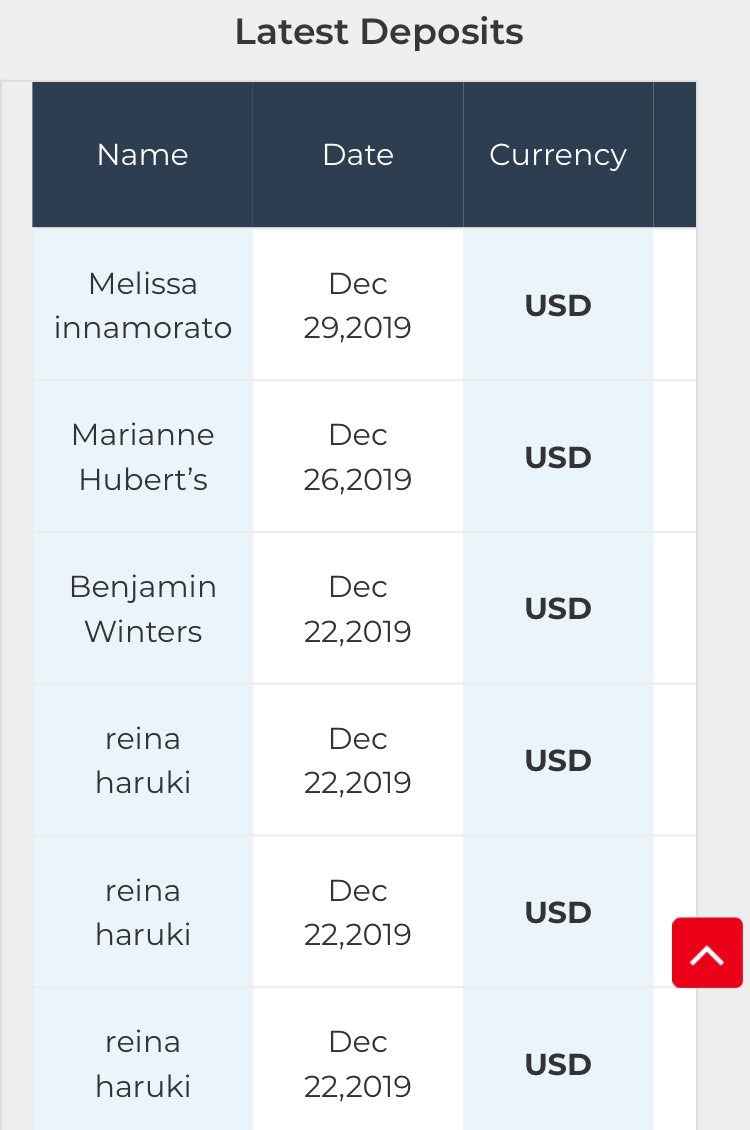 Latest Deposits
Name Date Currency
Melissa
innamorato
Dec
29,2019
USD
Marianne
Hubert’s
Dec
26,2019
USD
Benjamin
Winters
Dec
22,2019
USD
reina
haruki
Dec
22,2019
USD
reina
haruki
Dec
22,2019
USD
reina
haruki
Dec
22,2019
USD